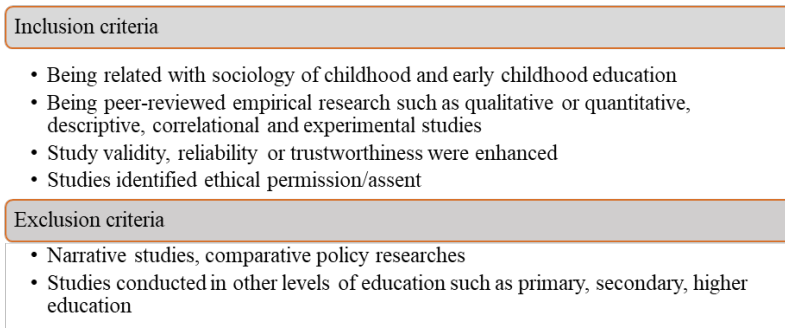 Inclusion criteria
• Being related with sociology of childhood and early childhood education
• Being peer-reviewed empirical research such as qualitative or quantitative,
descriptive, correlational and experimental studies
• Study validity, reliability or trustworthiness were enhanced
• Studies identified ethical permission/assent
Exclusion criteria
• Narrative studies, comparative policy researches
• Studies conducted in other levels of education such as primary, secondary, higher
education